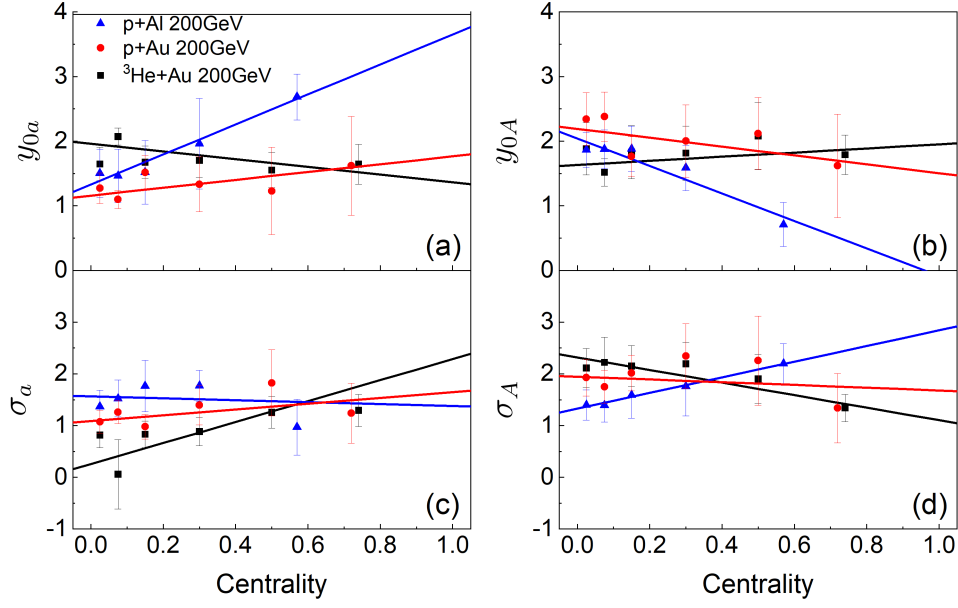 p+Al 200GeV
p+Au 200GeV
³He+Au 200GeV
y₀ₐ
4
3
2
1
0
(a)
y₀A
4
3
2
1
0
(b)
σₐ
3
2
1
0
-1
(c)
0.0 0.2 0.4 0.6 0.8 1.0
Centrality
σA
3
2
1
0
-1
(d)
0.0 0.2 0.4 0.6 0.8 1.0
Centrality